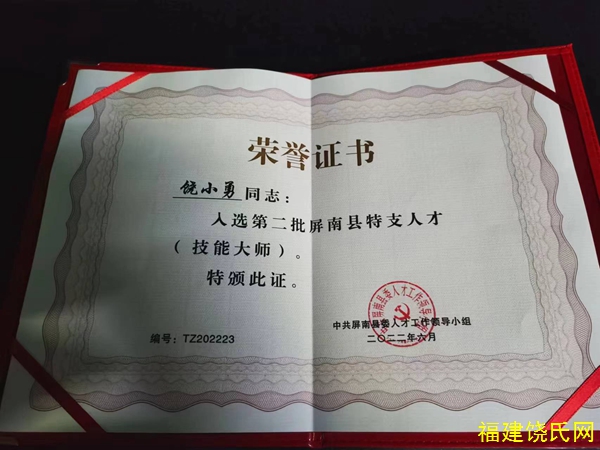 荣誉证书
饶小勇同志：
入选第二批屏南县特支人才
（技能大师）。
特颁此证。
中共屏南县委人才工作领导小组
二〇二二年六月
编号：TZ202223
福建饶氏网